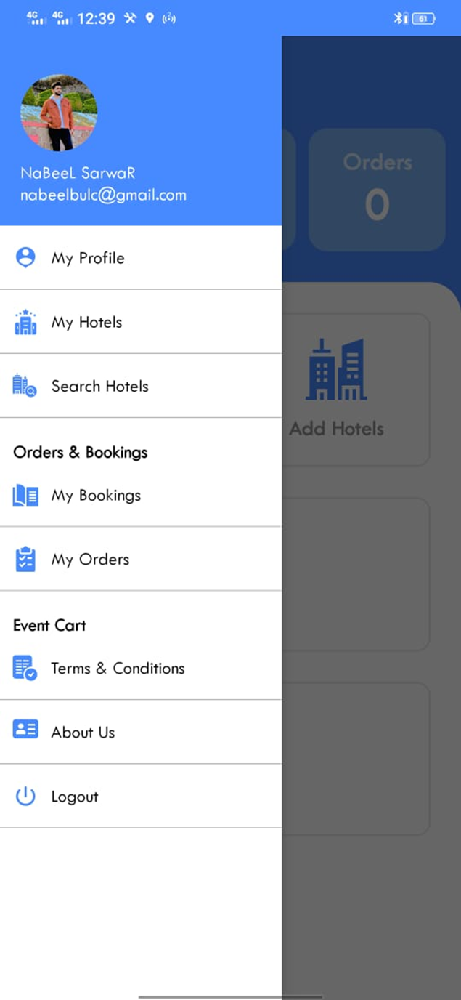 4G 4G 12:39 61
NaBeeL SarwaR
nabeelbulc@gmail.com
Orders
0
My Profile
My Hotels
Search Hotels
Add Hotels
Orders & Bookings
My Bookings
My Orders
Event Cart
Terms & Conditions
About Us
Logout